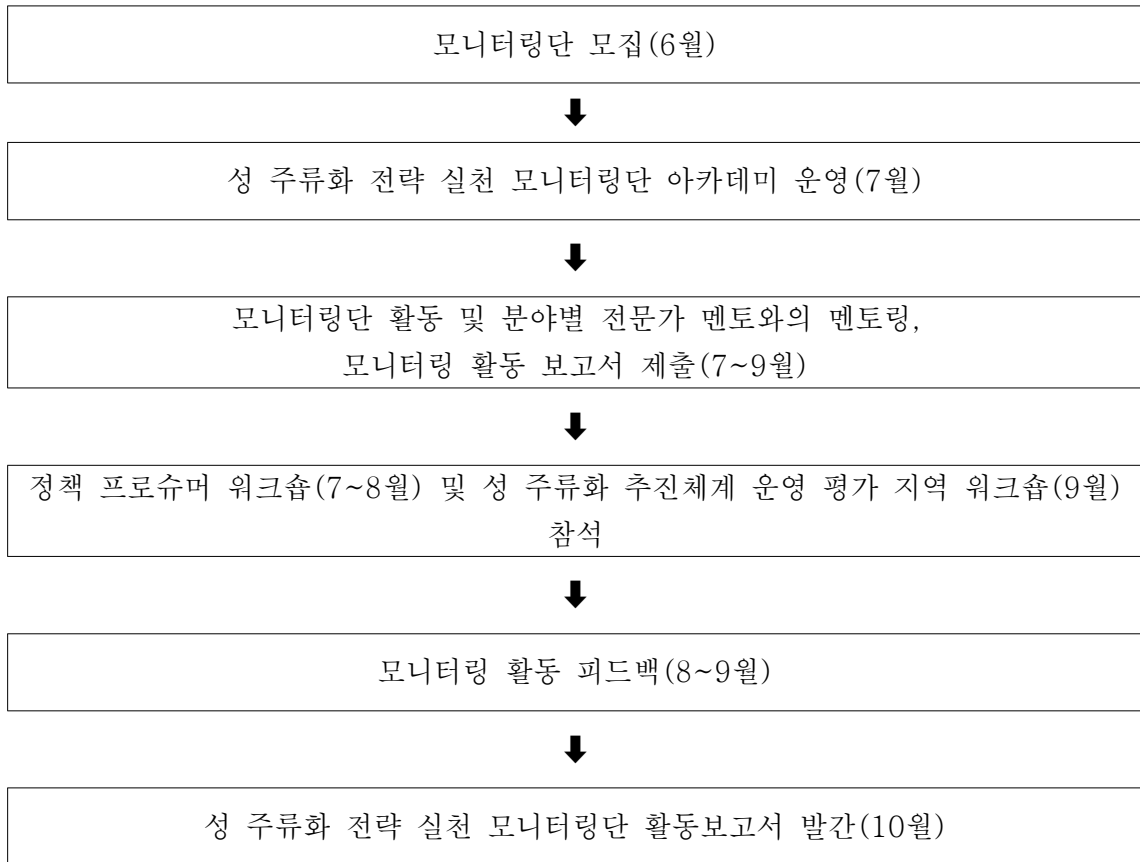 모니터링단 모집(6월)
성 주류화 전략 실천 모니터링단 아카데미 운영(7월)
모니터링단 활동 및 분야별 전문가 멘토와의 멘토링,
모니터링 활동 보고서 제출(7~9월)
정책 프로슈머 워크숍(7~8월) 및 성 주류화 추진체계 운영 평가 지역 워크숍(9월)
참석
모니터링 활동 피드백(8~9월)
성 주류화 전략 실천 모니터링단 활동보고서 발간(10월)